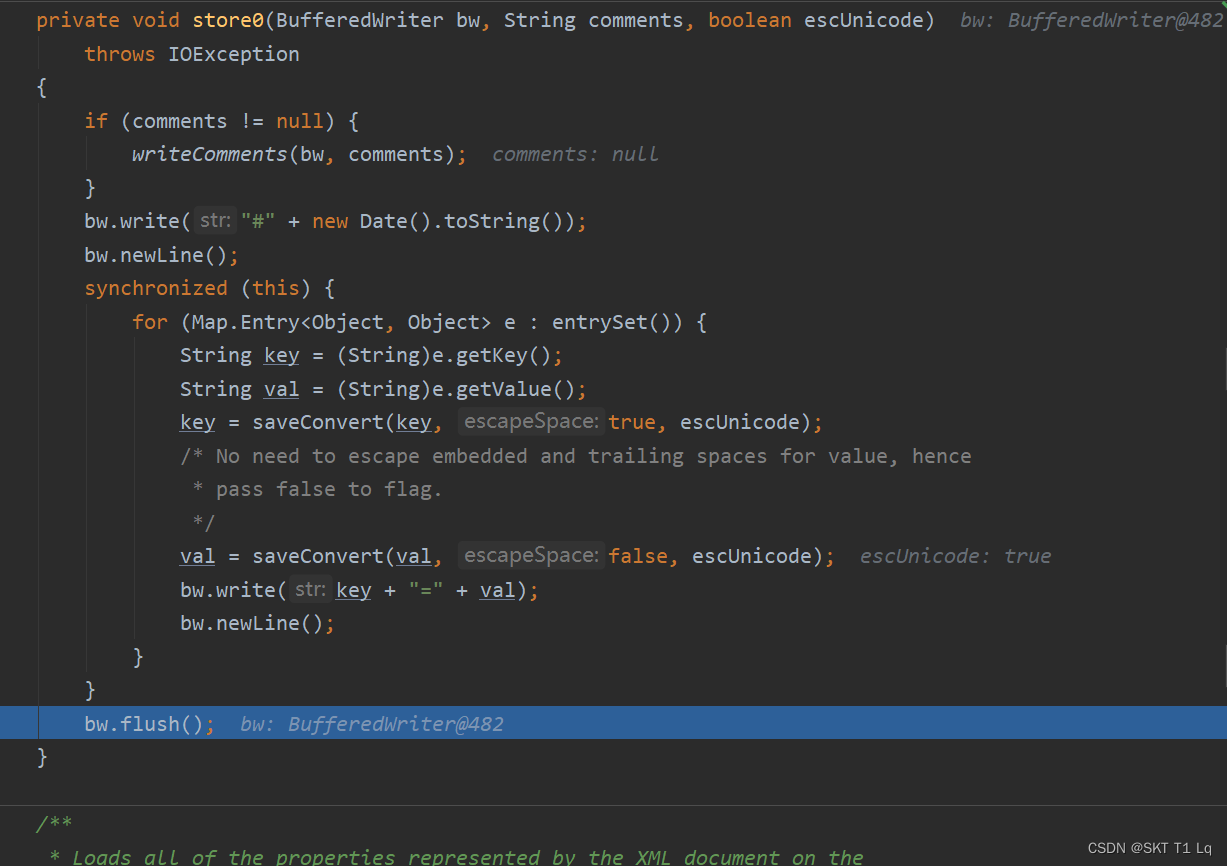 private void store0(BufferedWriter bw, String comments, boolean escUnicode)  bw: BufferedWriter@482
    throws IOException
{
    if (comments != null) {
        writeComments(bw, comments);  comments: null
    }
    bw.write( str: "#" + new Date().toString());
    bw.newLine();
    synchronized (this) {
        for (Map.Entry<Object, Object> e : entrySet()) {
            String key = (String)e.getKey();
            String val = (String)e.getValue();
            key = saveConvert(key,  escapeSpace: true, escUnicode);
            /* No need to escape embedded and trailing spaces for value, hence
             * pass false to flag.
             */
            val = saveConvert(val,  escapeSpace: false, escUnicode);  escUnicode: true
            bw.write( str: key + "=" + val);
            bw.newLine();
        }
    }
    bw.flush();  bw: BufferedWriter@482
}
/**
 * Loads all of the properties represented by the XML document on the
CSDN @SKT T1 Lq